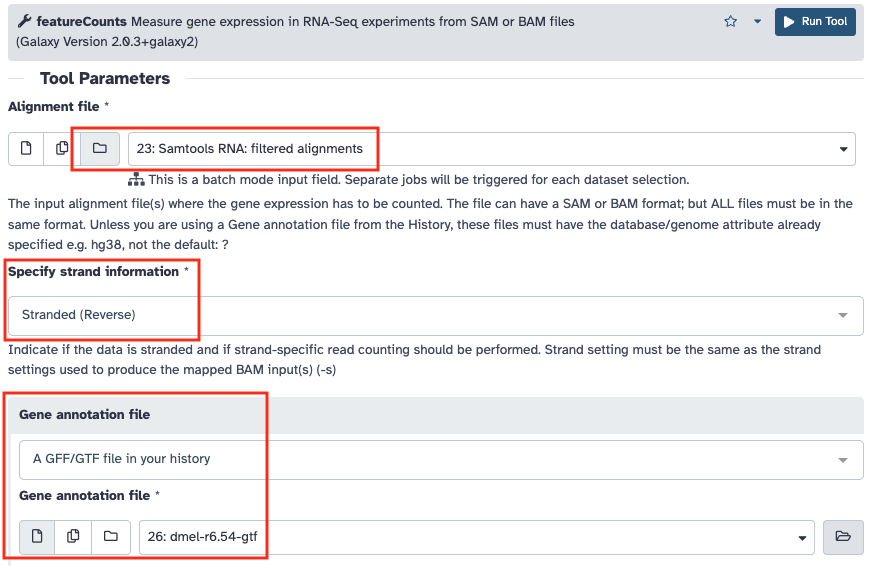 featureCounts Measure gene expression in RNA-Seq experiments from SAM or BAM files
(Galaxy Version 2.0.3+galaxy2)
Run Tool
Tool Parameters
Alignment file *
23: Samtools RNA: filtered alignments
This is a batch mode input field. Separate jobs will be triggered for each dataset selection.
The input alignment file(s) where the gene expression has to be counted. The file can have a SAM or BAM format; but ALL files must be in the
same format. Unless you are using a Gene annotation file from the History, these files must have the database/genome attribute already
specified e.g. hg38, not the default: ?
Specify strand information *
Stranded (Reverse)
Indicate if the data is stranded and if strand-specific read counting should be performed. Strand setting must be the same as the strand
settings used to produce the mapped BAM input(s) (-s)
Gene annotation file
A GFF/GTF file in your history
Gene annotation file *
26: dmel-r6.54-gtf